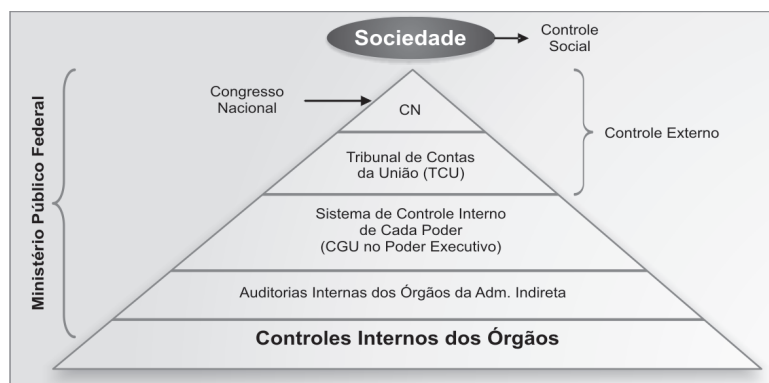 Sociedade
Controle
Social
Congresso
Nacional
CN
Controle Externo
Tribunal de Contas
da União (TCU)
Ministério Público Federal
Sistema de Controle Interno
de Cada Poder
(CGU no Poder Executivo)
Auditorias Internas dos Órgãos da Adm. Indireta
Controles Internos dos Órgãos